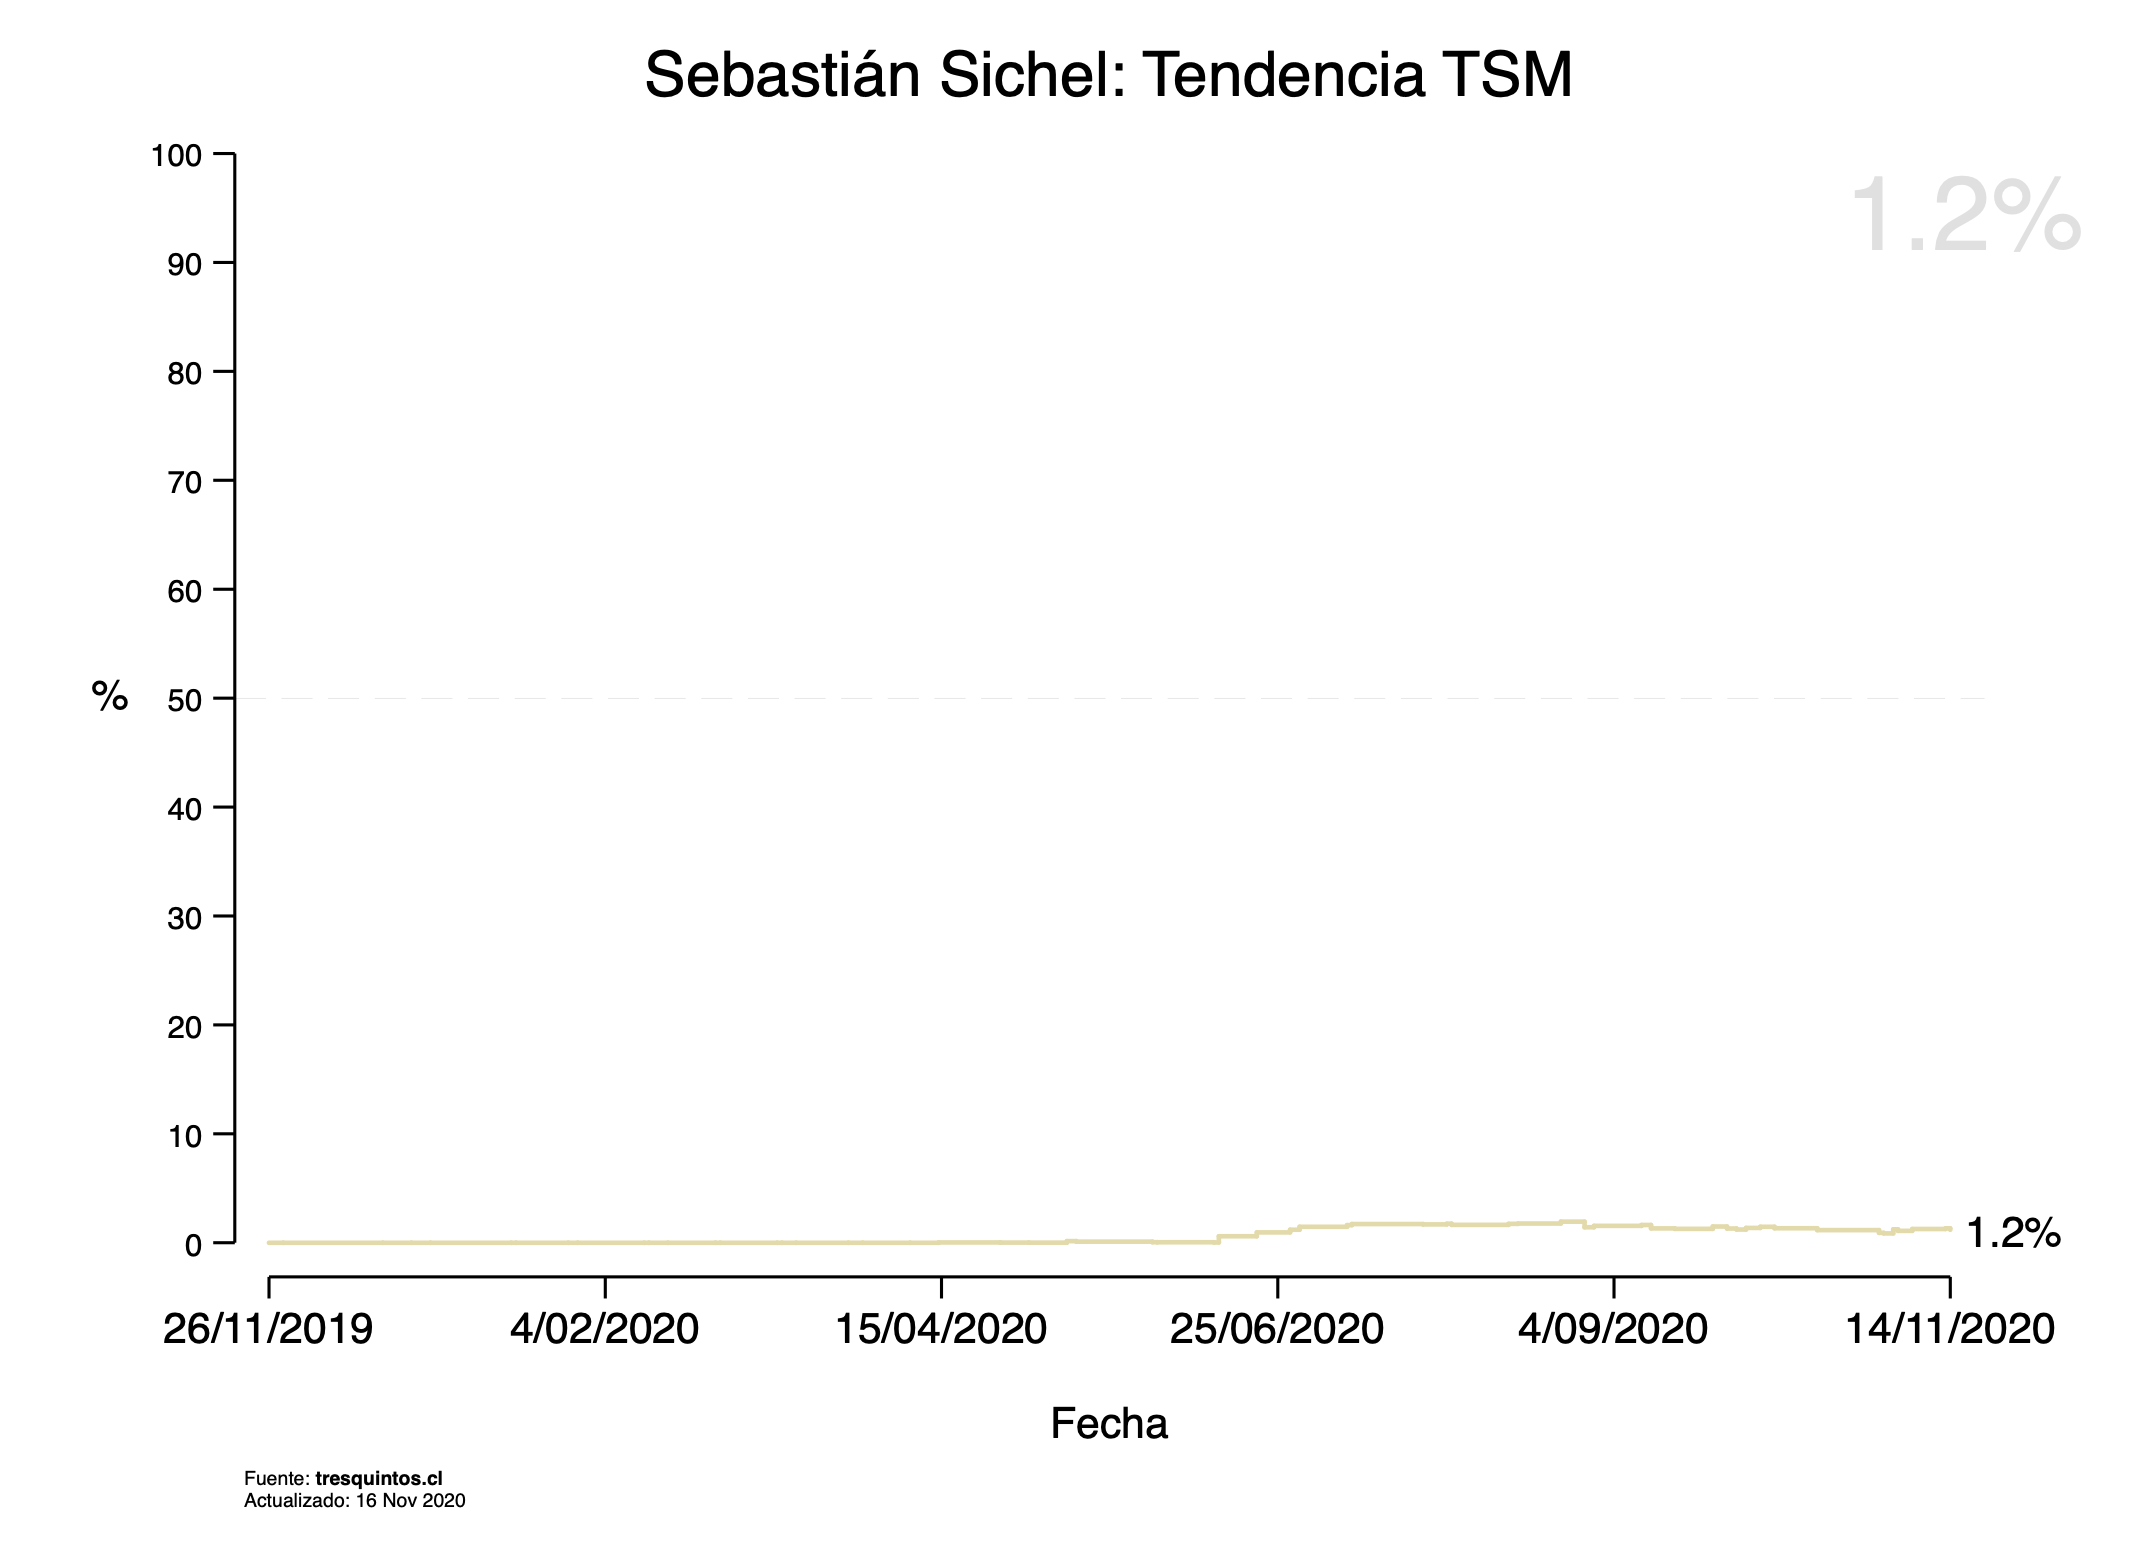 Sebastián Sichel: Tendencia TSM
1.2%
100
90
80
70
60
% 50
40
30
20
10
0
1.2%
26/11/2019 4/02/2020 15/04/2020 25/06/2020 4/09/2020 14/11/2020
Fecha
Fuente: tresquintos.cl
Actualizado: 16 Nov 2020